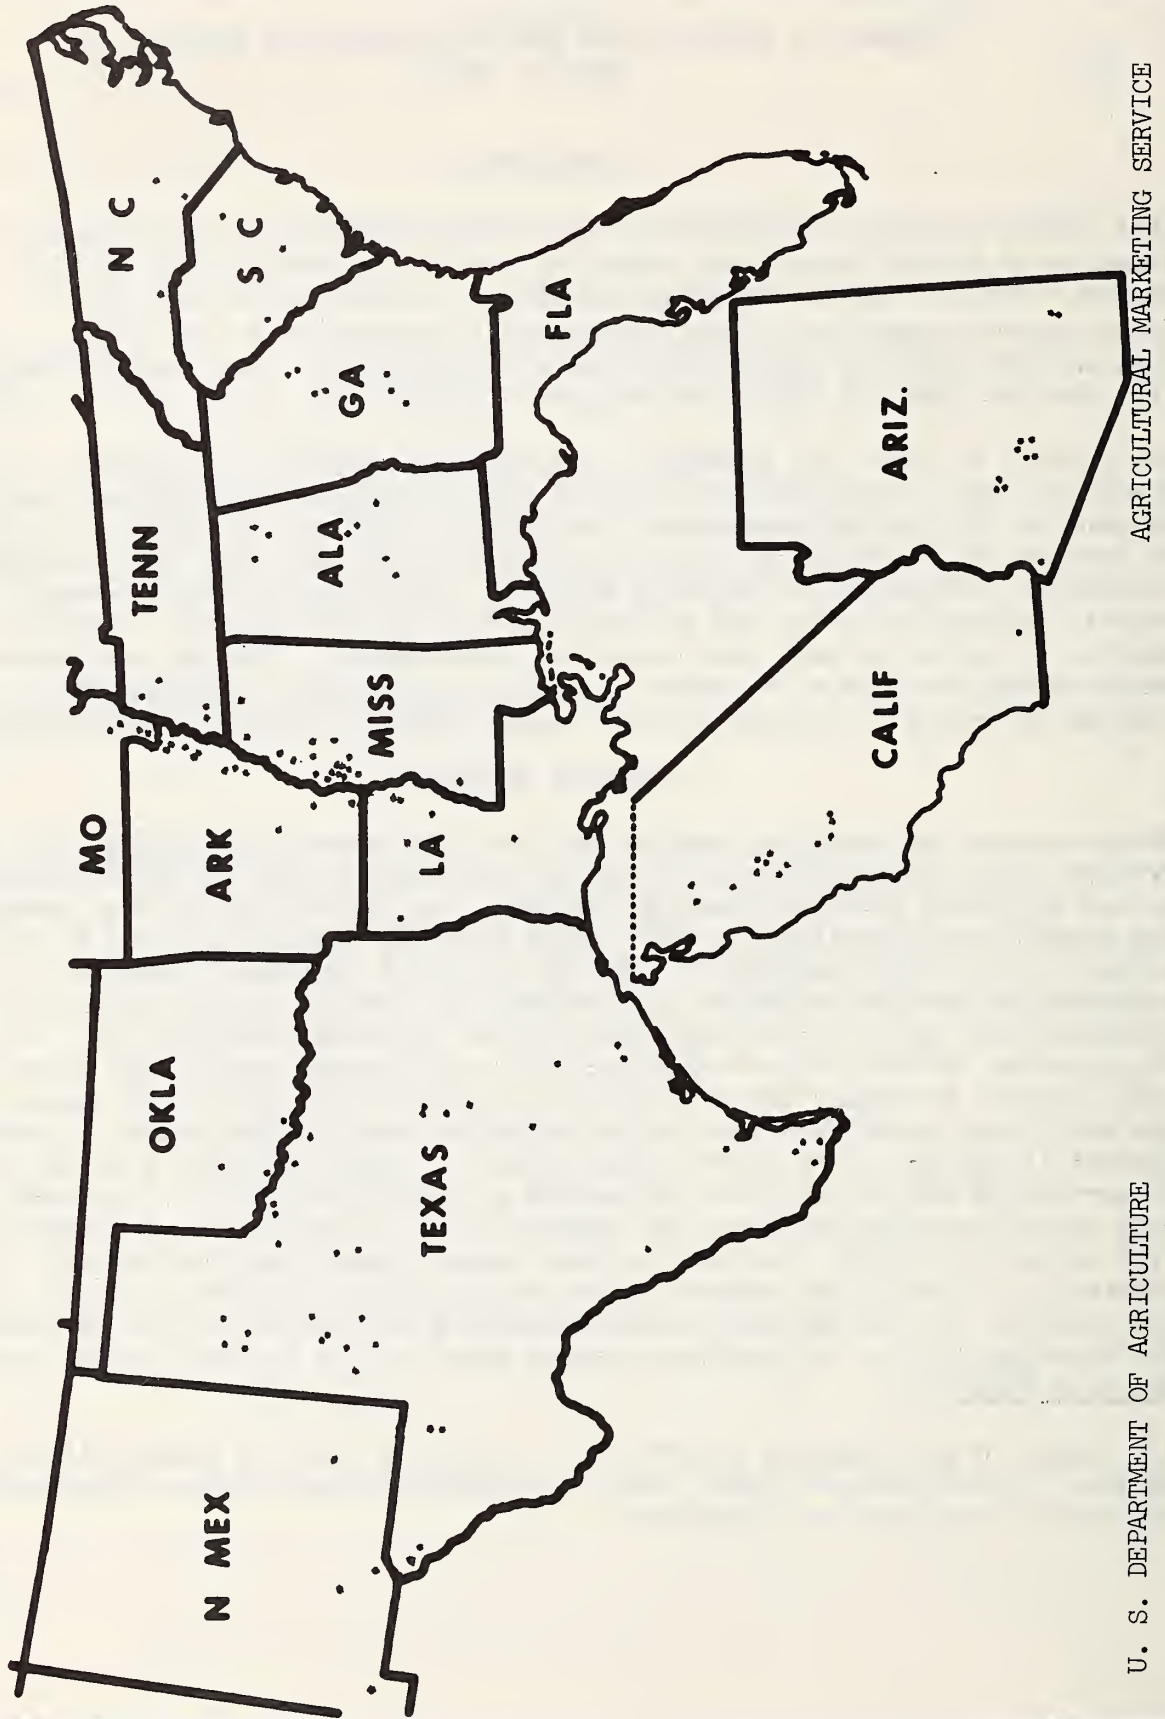 MO
N C
TENN
OKLA
ARK
S C
N MEX
MISS
ALA
GA
TEXAS
LA
FLA
CALIF
ARIZ.
U. S. DEPARTMENT OF AGRICULTURE
AGRICULTURAL MARKETING SERVICE